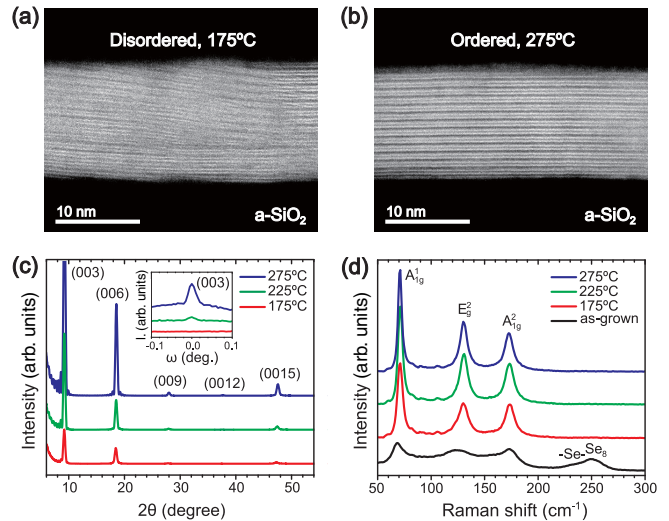 (a)
Disordered, 175ºC
10 nm
a-SiO₂
(b)
Ordered, 275ºC
10 nm
a-SiO₂
(c)
Intensity (arb. units)
(003)
(006)
(009)
(0012)
(0015)
275ºC
225ºC
175ºC
I. (arb. units)
(003)
-0.1 0.0 0.1
ω (deg.)
10 20 30 40 50
2θ (degree)
(d)
Intensity (arb. units)
A¹₁g
E²g
A²₁g
275ºC
225ºC
175ºC
as-grown
-Se-Se₈
50 100 150 200 250 300
Raman shift (cm⁻¹)